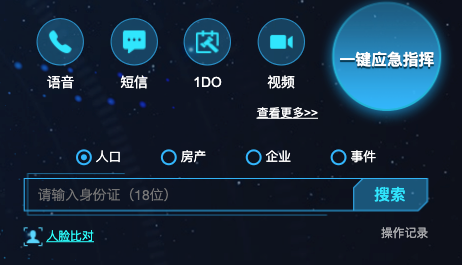 语音 短信 1DO 视频
一键应急指挥
查看更多>>
人口 房产 企业 事件
请输入身份证（18位） 搜索
人脸比对 操作记录